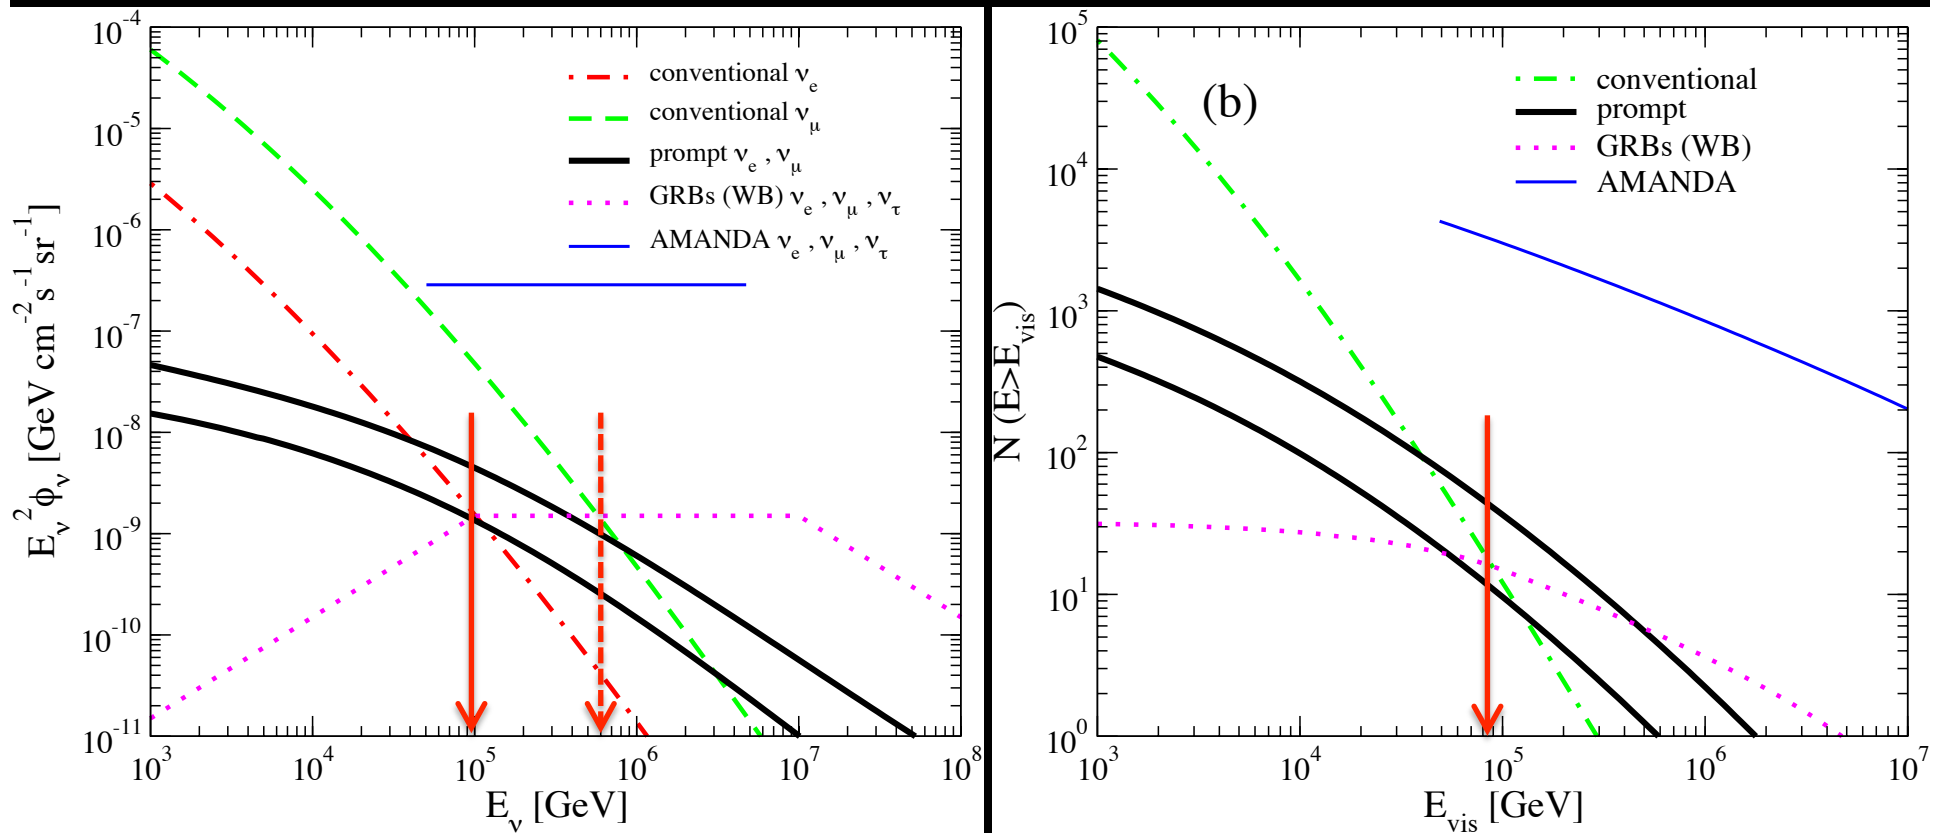 10^-4
10^-5
10^-6
10^-7
10^-8
10^-9
10^-10
10^-11
E_ν^2 ϕ_ν [GeV cm^-2 s^-1 sr^-1]
conventional ν_e
conventional ν_μ
prompt ν_e , ν_μ
GRBs (WB) ν_e , ν_μ , ν_τ
AMANDA ν_e , ν_μ , ν_τ
10^3 10^4 10^5 10^6 10^7 10^8
E_ν [GeV]
10^5
10^4
10^3
10^2
10^1
10^0
N (E>E_vis)
(b)
conventional
prompt
GRBs (WB)
AMANDA
10^3 10^4 10^5 10^6 10^7
E_vis [GeV]